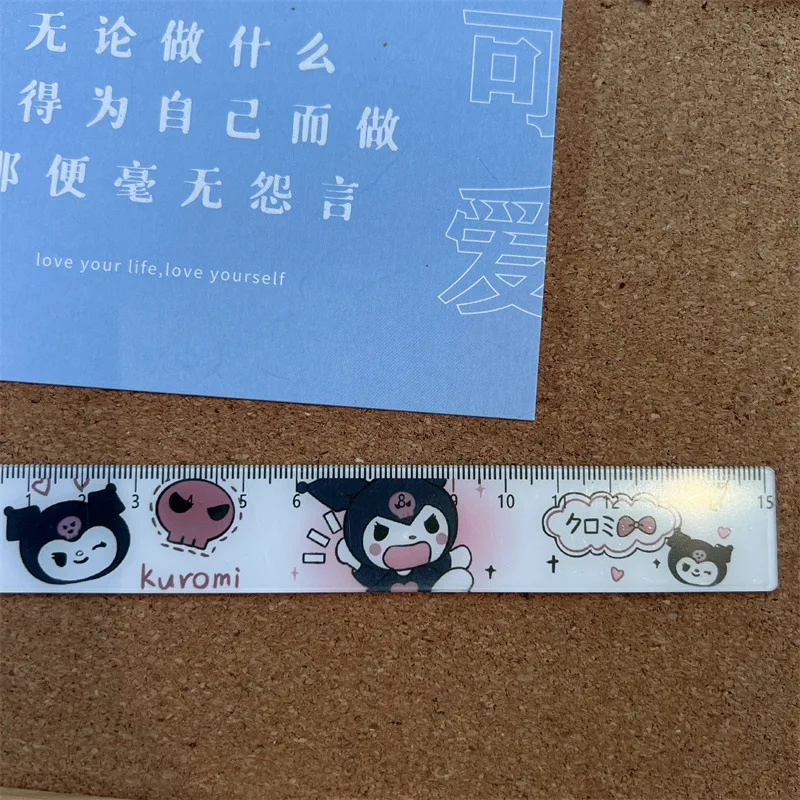 无论做什么
得为自己而做
那便毫无怨言
love your life,love yourself
可
爱
1 2 3 4 5 6 7 8 9 10 11 12 13 14 15
kuromi
クロミ